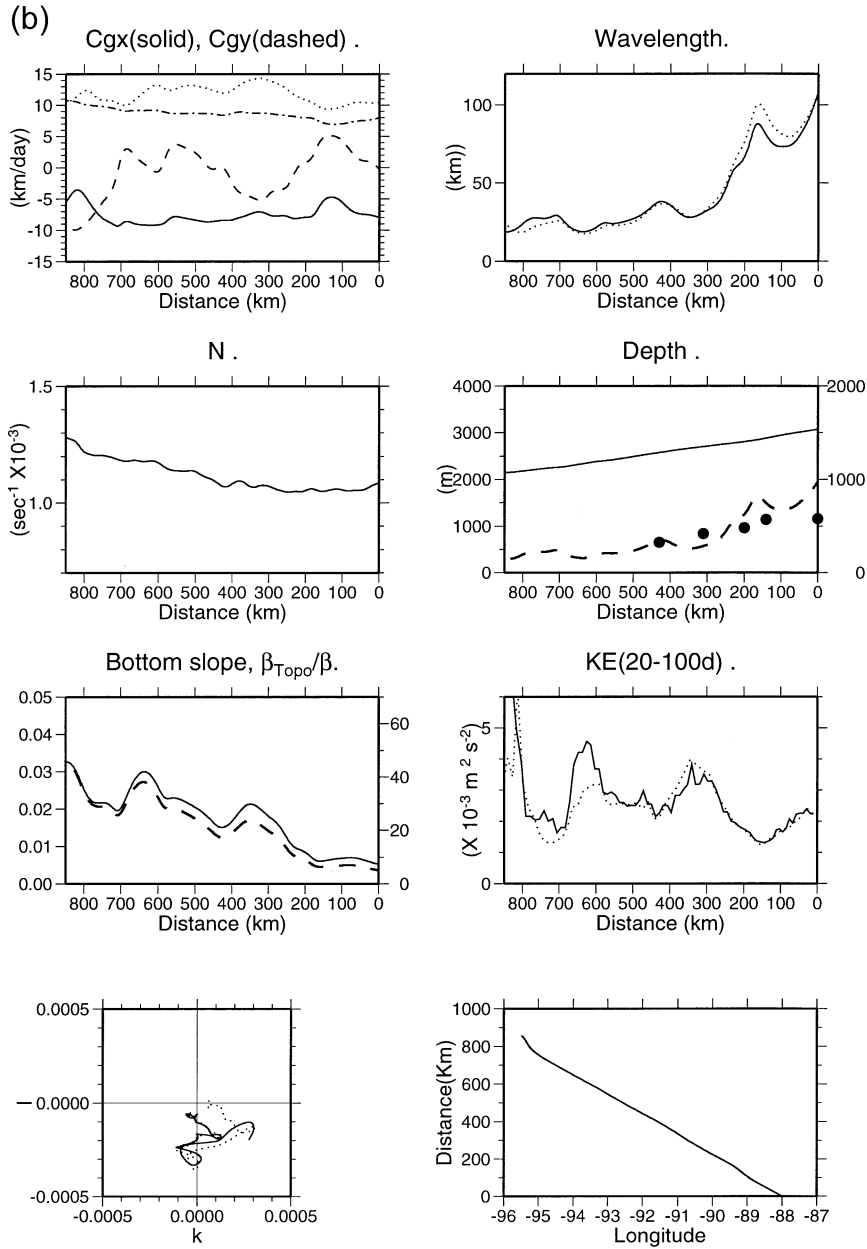 (b)
Cgx(solid), Cgy(dashed) .
15
10
5
0
-5
-10
-15
(km/day)
800 700 600 500 400 300 200 100 0
Distance (km)
Wavelength.
100
50
0
(km))
800 700 600 500 400 300 200 100 0
Distance (km)
N .
1.5
1.0
(sec-1 X10-3)
800 700 600 500 400 300 200 100 0
Distance (km)
Depth .
4000
3000
2000
1000
0
(m)
2000
1000
0
800 700 600 500 400 300 200 100 0
Distance (km)
Bottom slope, βTopo/β.
0.05
0.04
0.03
0.02
0.01
0.00
60
40
20
0
800 700 600 500 400 300 200 100 0
Distance (km)
KE(20-100d) .
5
0
(X 10-3 m 2 s-2)
800 700 600 500 400 300 200 100 0
Distance (km)
0.0005
0.0000
-0.0005
l
-0.0005 0.0000 0.0005
k
1000
800
600
400
200
0
Distance(Km)
-96 -95 -94 -93 -92 -91 -90 -89 -88 -87
Longitude